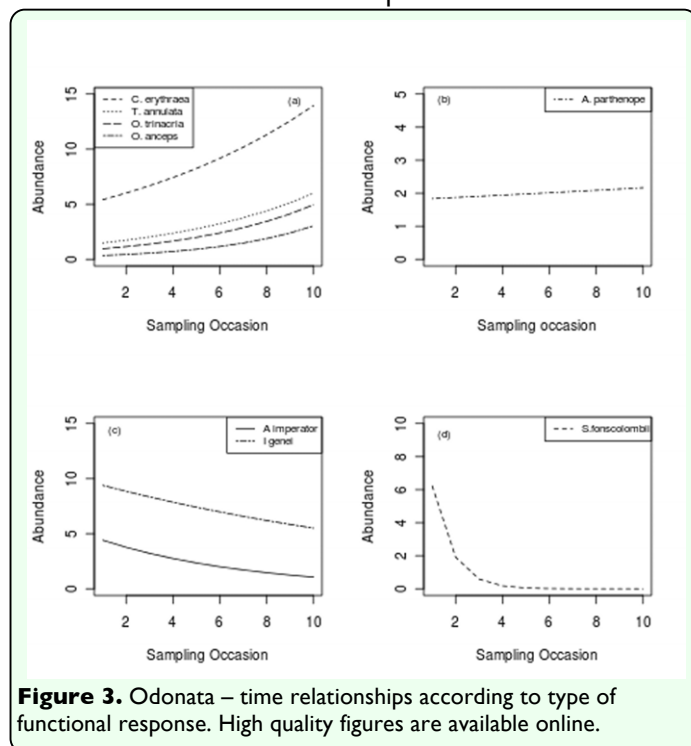 C. erythraea
T. annulata
O. trinacria
O. anceps
(a)
15
10
5
0
Abundance
2 4 6 8 10
Sampling Occasion
(b)
A. parthenope
5
4
3
2
1
0
Abundance
2 4 6 8 10
Sampling occasion
(c)
A imperator
I genei
15
10
5
0
Abundance
2 4 6 8 10
Sampling Occasion
(d)
S.fonscolombii
10
8
6
4
2
0
Abundance
2 4 6 8 10
Sampling Occasion
Figure 3. Odonata – time relationships according to type of
functional response. High quality figures are available online.